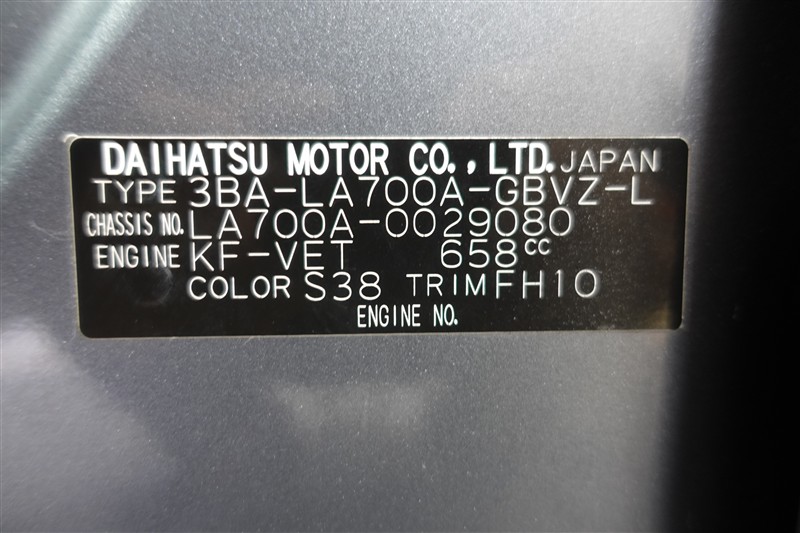 DAIHATSU MOTOR CO., LTD. JAPAN
TYPE 3BA-LA700A-GBVZ-L
CHASSIS NO. LA700A-0029080
ENGINE KF-VET 658cc
COLOR S38 TRIM FH10
ENGINE NO.